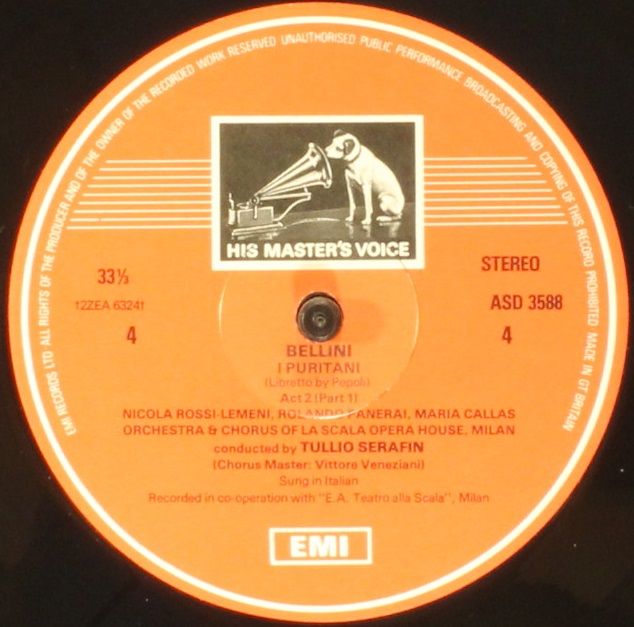 EMI RECORDS LTD ALL RIGHTS OF THE PRODUCER AND OF THE OWNER OF THE RECORDED WORK RESERVED UNAUTHORISED PUBLIC PERFORMANCE BROADCASTING AND COPYING OF THIS RECORD PROHIBITED MADE IN GT BRITAIN
HIS MASTER'S VOICE
33⅓
STEREO
12ZEA 63241
ASD 3588
4
4
BELLINI
I PURITANI
(Libretto by Pepoli)
Act 2 (Part 1)
NICOLA ROSSI-LEMENI, ROLANDO PANERAI, MARIA CALLAS
ORCHESTRA & CHORUS OF LA SCALA OPERA HOUSE, MILAN
conducted by TULLIO SERAFIN
(Chorus Master: Vittore Veneziani)
Sung in Italian
Recorded in co-operation with "E.A. Teatro alla Scala", Milan
EMI